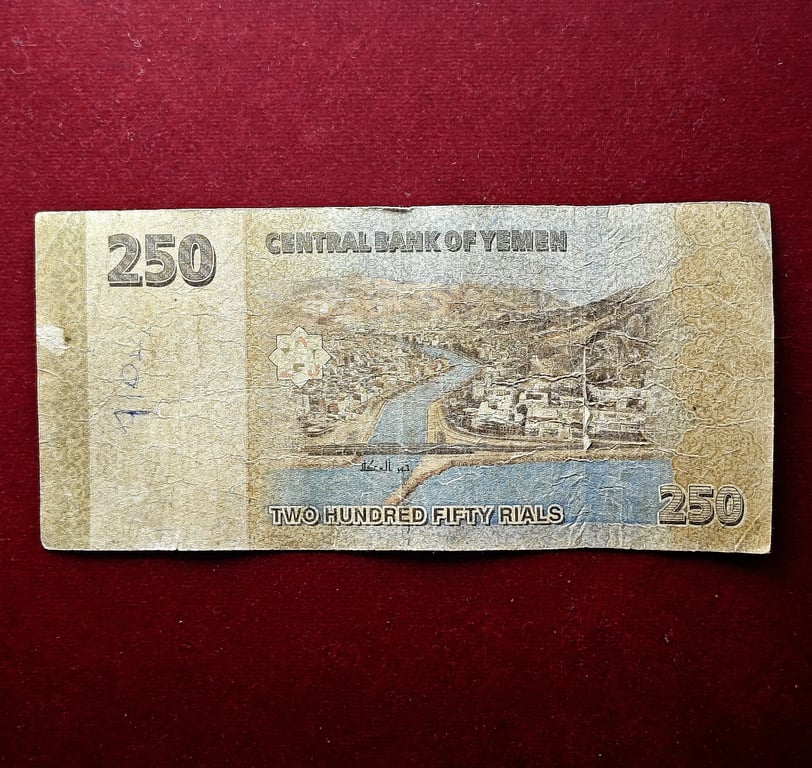 250
CENTRAL BANK OF YEMEN
خور المكلا
TWO HUNDRED FIFTY RIALS
250